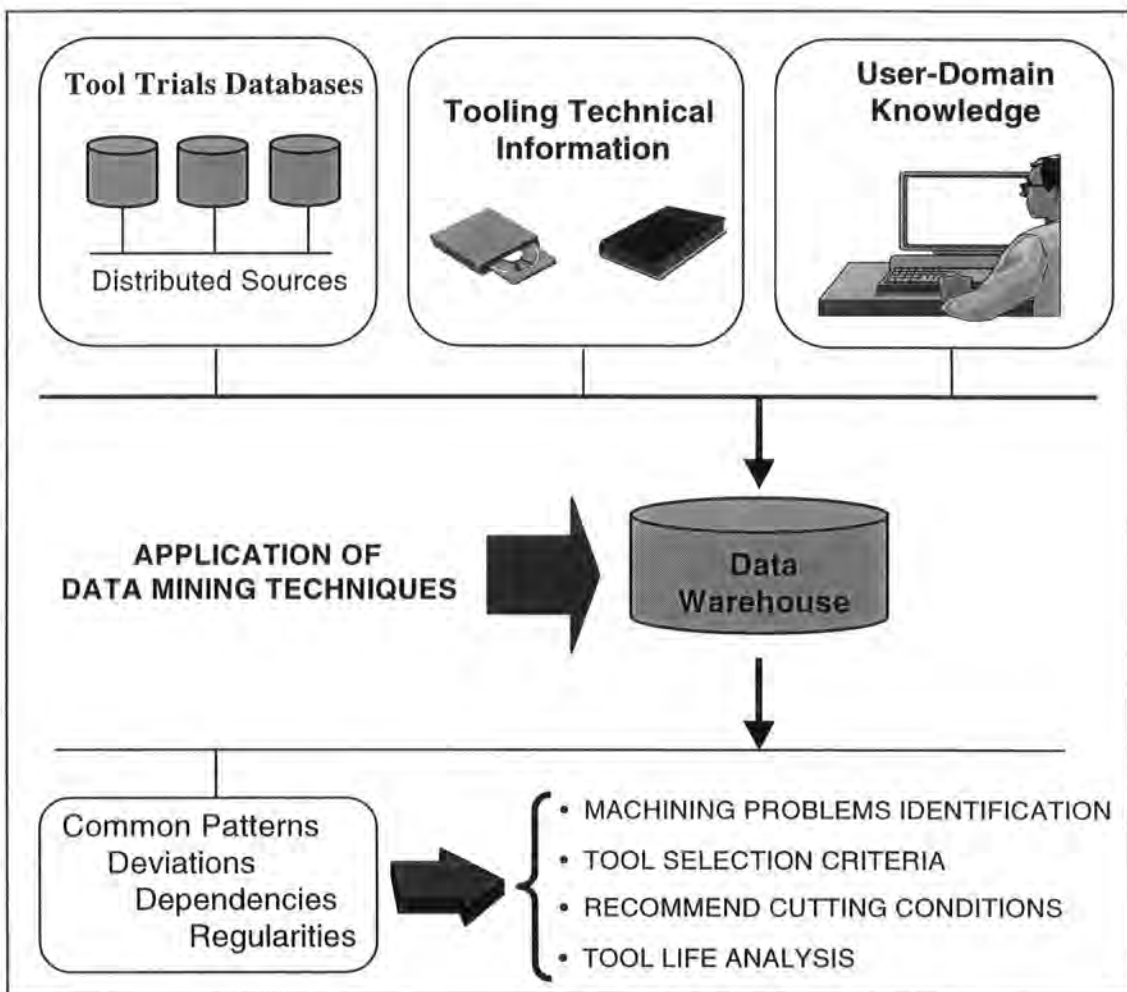 Tool Trials Databases
Distributed Sources
Tooling Technical
Information
User-Domain
Knowledge
APPLICATION OF
DATA MINING TECHNIQUES
Data
Warehouse
Common Patterns
Deviations
Dependencies
Regularities
• MACHINING PROBLEMS IDENTIFICATION
• TOOL SELECTION CRITERIA
• RECOMMEND CUTTING CONDITIONS
• TOOL LIFE ANALYSIS